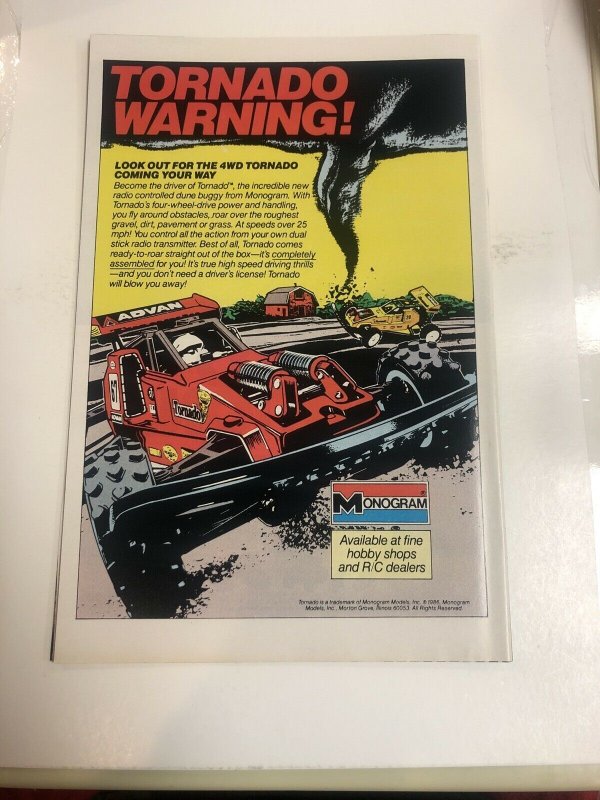 TORNADO
WARNING!
LOOK OUT FOR THE 4WD TORNADO
COMING YOUR WAY
Become the driver of Tornado™, the incredible new
radio controlled dune buggy from Monogram. With
Tornado's four-wheel-drive power and handling,
you fly around obstacles, roar over the roughest
gravel, dirt, pavement or grass. At speeds over 25
mph! You control all the action from your own dual
stick radio transmitter. Best of all, Tornado comes
ready-to-roar straight out of the box—it's completely
assembled for you! It's true high speed driving thrills
—and you don't need a driver's license! Tornado
will blow you away!
ADVAN
Tornado
MONOGRAM®
Available at fine
hobby shops
and R/C dealers
Tornado is a trademark of Monogram Models, Inc. © 1986, Monogram
Models, Inc., Morton Grove, Illinois 60053. All Rights Reserved.